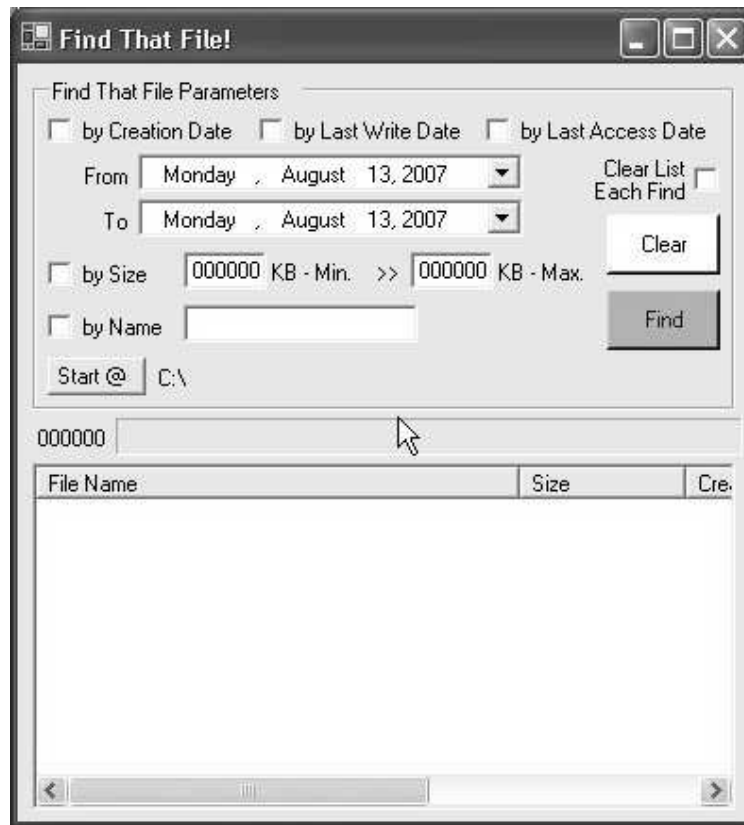 Find That File!
Find That File Parameters
by Creation Date by Last Write Date by Last Access Date
From Monday , August 13, 2007
Clear List
Each Find
To Monday , August 13, 2007
Clear
by Size 000000 KB - Min. >> 000000 KB - Max.
by Name
Find
Start @ C:\
000000
File Name Size Crea